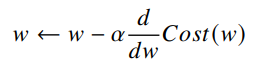 w ← w − α d/dw Cost(w)